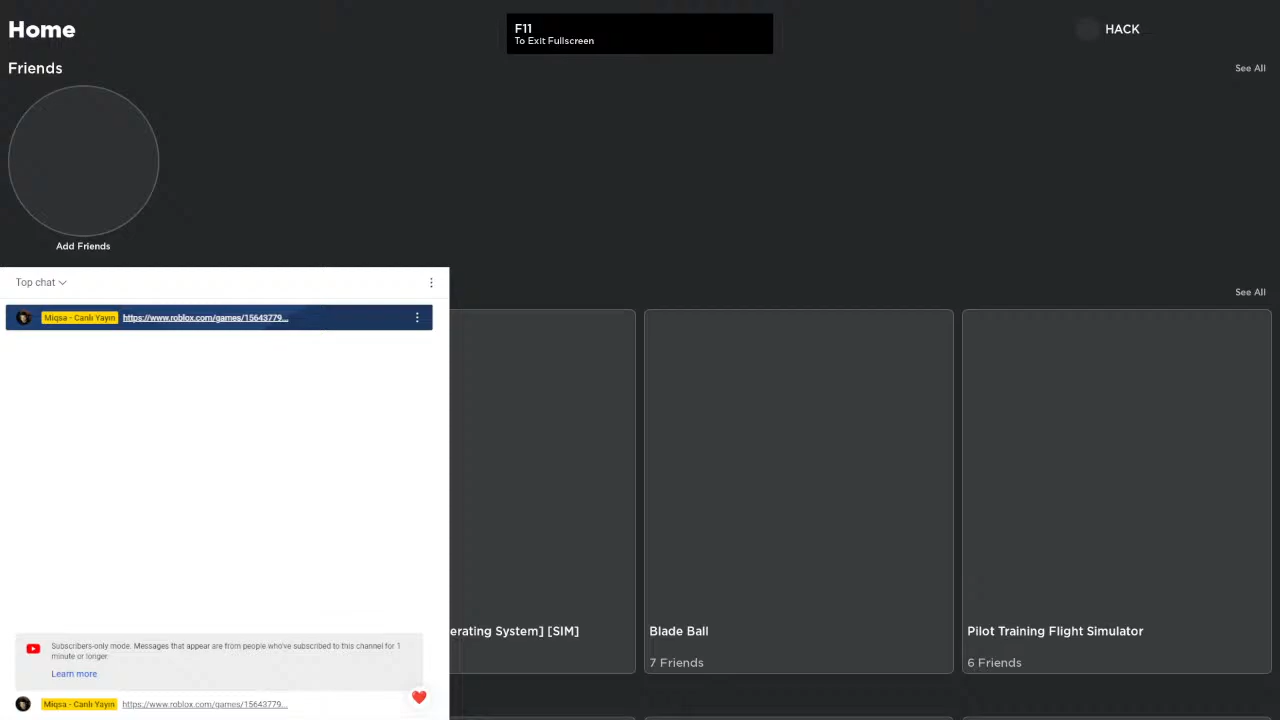 Home
F11
To Exit Fullscreen
HACK
Friends
See All
Add Friends
Top chat
See All
Miqsa - Canlı Yayın https://www.roblox.com/games/15643779...
erating System] [SIM]
Blade Ball
Pilot Training Flight Simulator
7 Friends
6 Friends
Subscribers-only mode. Messages that appear are from people who've subscribed to this channel for 1
minute or longer.
Learn more
Miqsa - Canlı Yayın https://www.roblox.com/games/15643779...